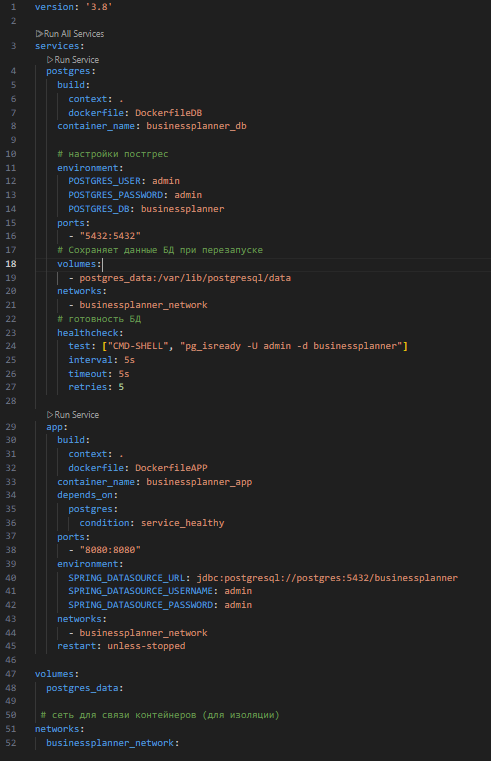 1 version: '3.8'
2
▷Run All Services
3 services:
▷Run Service
4   postgres:
5     build:
6       context: .
7       dockerfile: DockerfileDB
8     container_name: businessplanner_db
9
10     # настройки постгрес
11     environment:
12       POSTGRES_USER: admin
13       POSTGRES_PASSWORD: admin
14       POSTGRES_DB: businessplanner
15     ports:
16       - "5432:5432"
17     # Сохраняет данные БД при перезапуске
18     volumes:
19       - postgres_data:/var/lib/postgresql/data
20     networks:
21       - businessplanner_network
22     # готовность БД
23     healthcheck:
24       test: ["CMD-SHELL", "pg_isready -U admin -d businessplanner"]
25       interval: 5s
26       timeout: 5s
27       retries: 5
28
▷Run Service
29   app:
30     build:
31       context: .
32       dockerfile: DockerfileAPP
33     container_name: businessplanner_app
34     depends_on:
35       postgres:
36         condition: service_healthy
37     ports:
38       - "8080:8080"
39     environment:
40       SPRING_DATASOURCE_URL: jdbc:postgresql://postgres:5432/businessplanner
41       SPRING_DATASOURCE_USERNAME: admin
42       SPRING_DATASOURCE_PASSWORD: admin
43     networks:
44       - businessplanner_network
45     restart: unless-stopped
46
47 volumes:
48   postgres_data:
49
50  # сеть для связи контейнеров (для изоляции)
51 networks:
52   businessplanner_network: